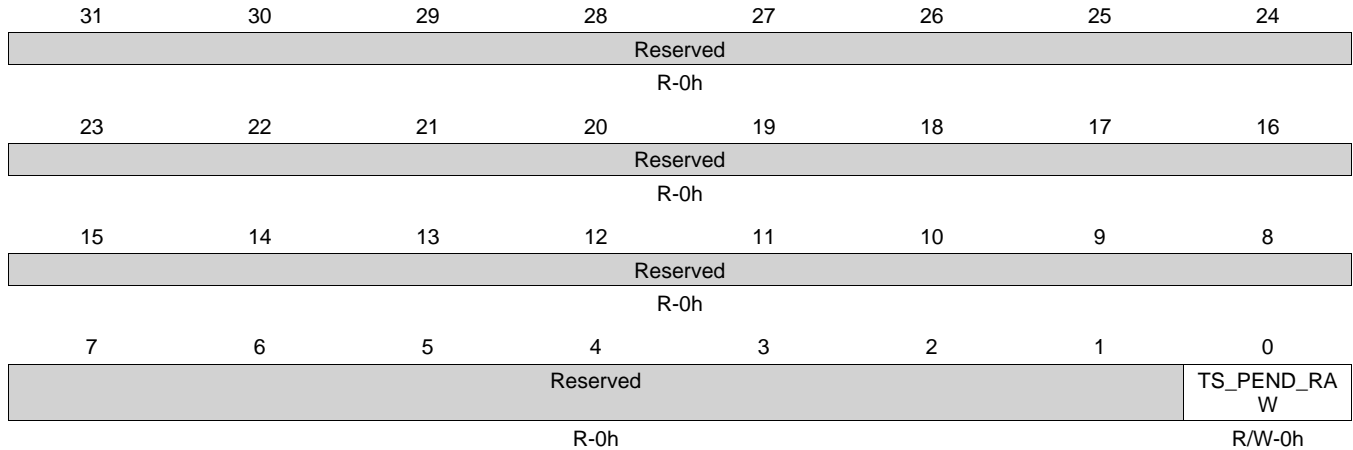 31 30 29 28 27 26 25 24
Reserved
R-0h
23 22 21 20 19 18 17 16
Reserved
R-0h
15 14 13 12 11 10 9 8
Reserved
R-0h
7 6 5 4 3 2 1 0
Reserved TS_PEND_RA
W
R-0h R/W-0h